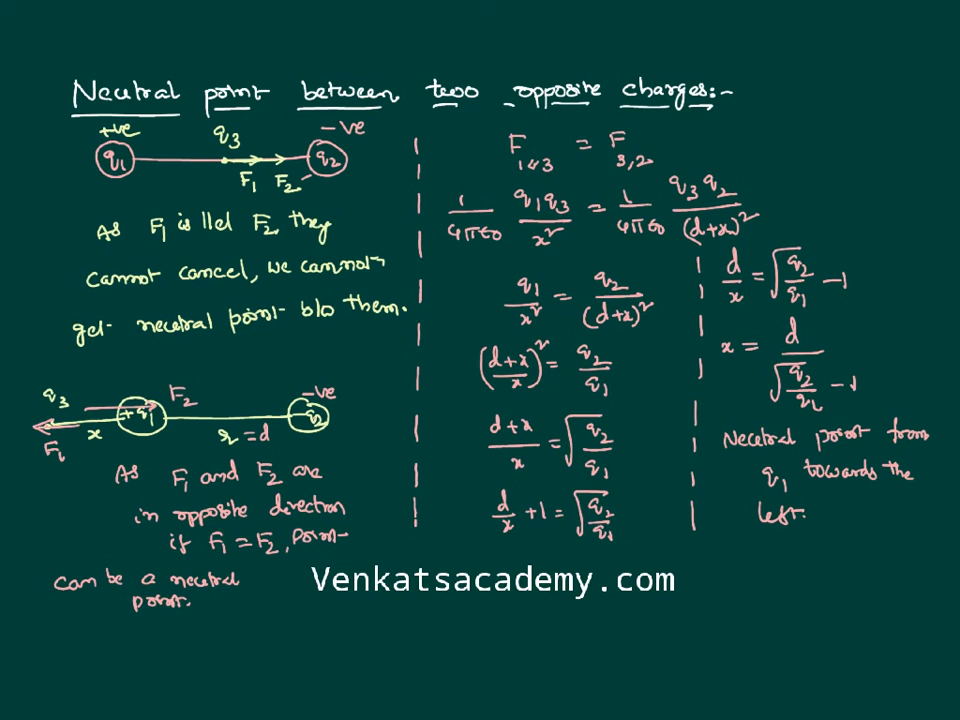 Neutral point between two opposite charges:-
+ve q3 -ve
q1 q2
F1 F2
As F1 is llel F2, they
cannot cancel, we cannot
get neutral point b/w them.
q3 F2 -ve
+q1 q2
F1 x r = d
As F1 and F2 are
in opposite direction
if F1 = F2, point
can be a neutral
point.
F1,3 = F3,2
1/4π∈0 q1q3/x² = 1/4π∈0 q3q2/(d+x)²
q1/x² = q2/(d+x)²
((d+x)/x)² = q2/q1
(d+x)/x = √(q2/q1)
d/x + 1 = √(q2/q1)
d/x = √(q2/q1) - 1
x = d/(√(q2/q1) - 1)
Neutral point from
q1 towards the
left.
Venkatsacademy.com